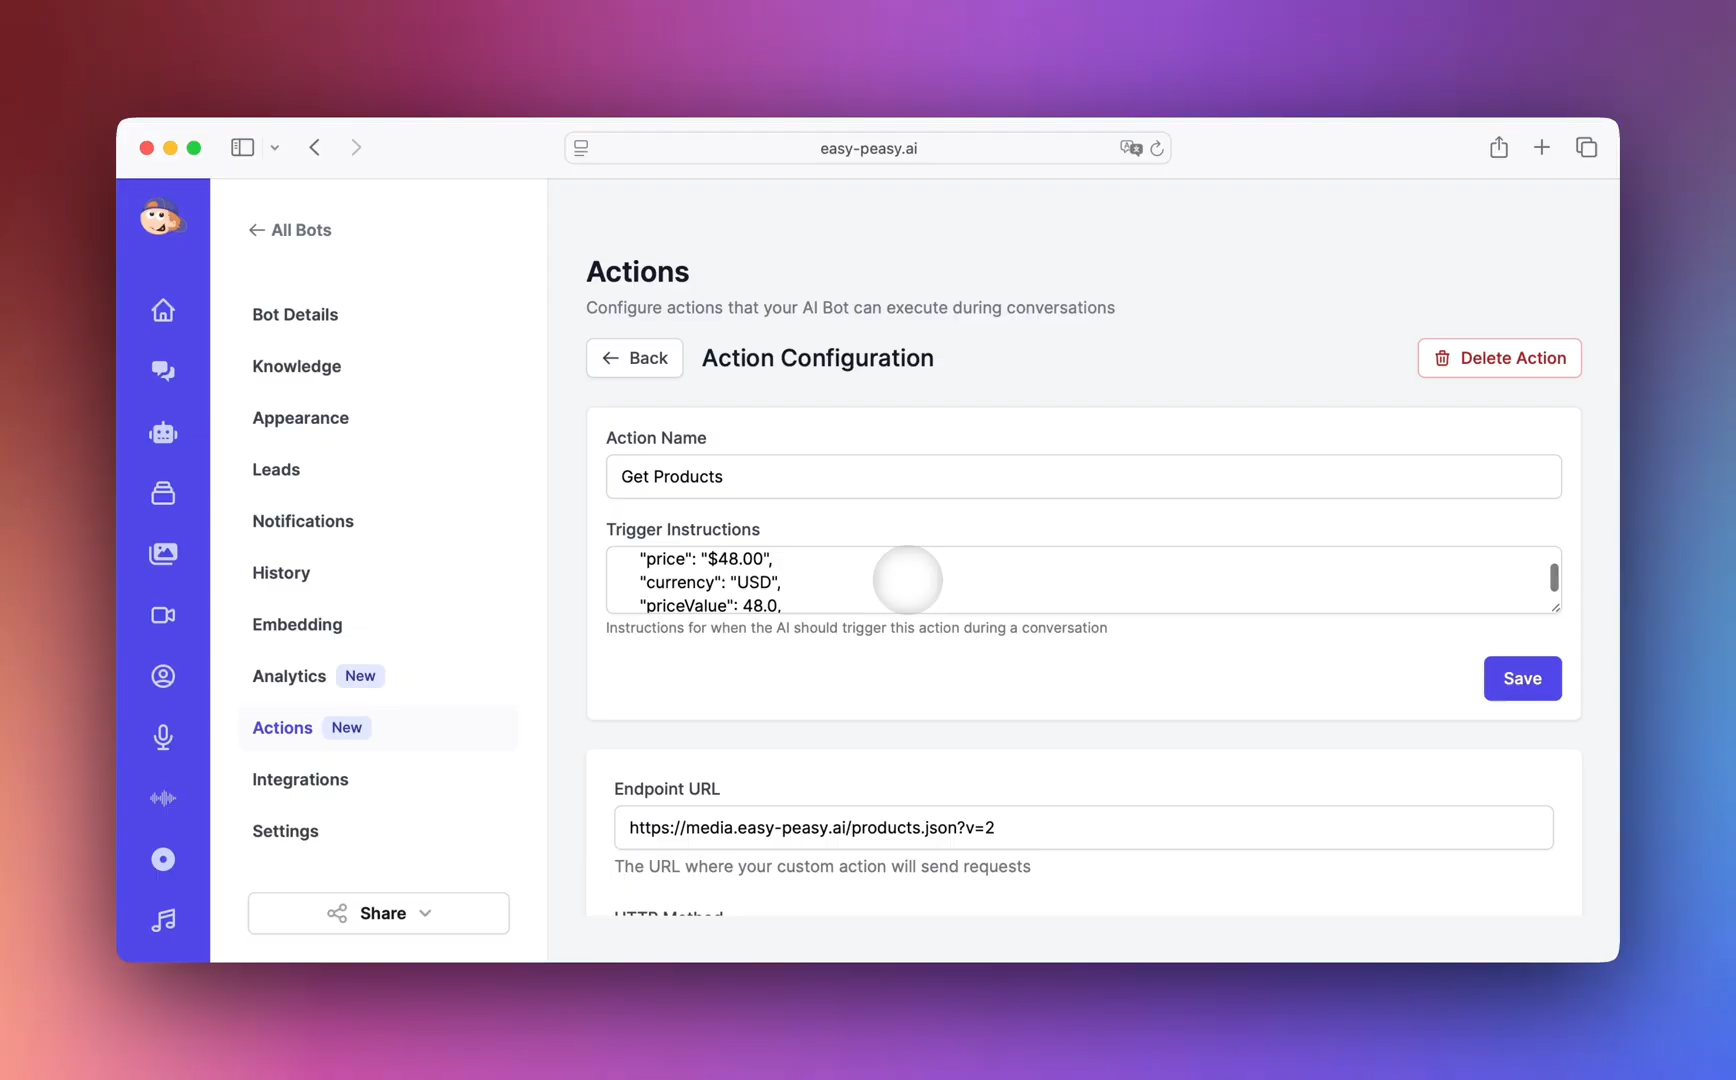 easy-peasy.ai
All Bots
Bot Details
Knowledge
Appearance
Leads
Notifications
History
Embedding
Analytics New
Actions New
Integrations
Settings
Share
Actions
Configure actions that your AI Bot can execute during conversations
Back
Action Configuration
Delete Action
Action Name
Get Products
Trigger Instructions
"price": "$48.00",
"currency": "USD",
"priceValue": 48.0,
Instructions for when the AI should trigger this action during a conversation
Save
Endpoint URL
https://media.easy-peasy.ai/products.json?v=2
The URL where your custom action will send requests
HTTP Method